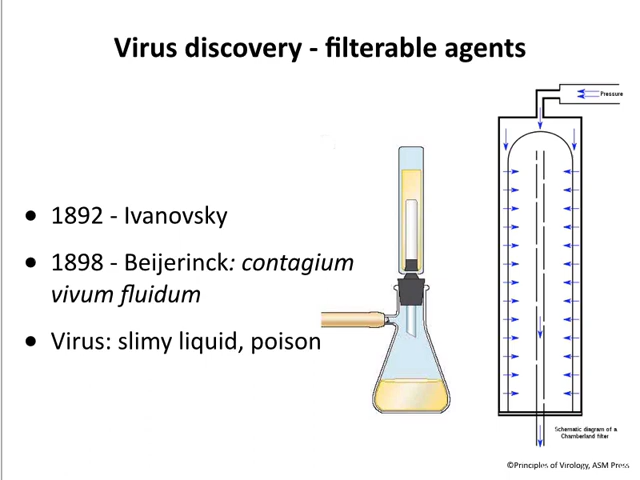 Virus discovery - filterable agents
Pressure
• 1892 - Ivanovsky
• 1898 - Beijerinck: contagium
vivum fluidum
• Virus: slimy liquid, poison
Schematic diagram of a
Chamberland filter
©Principles of Virology, ASM Press